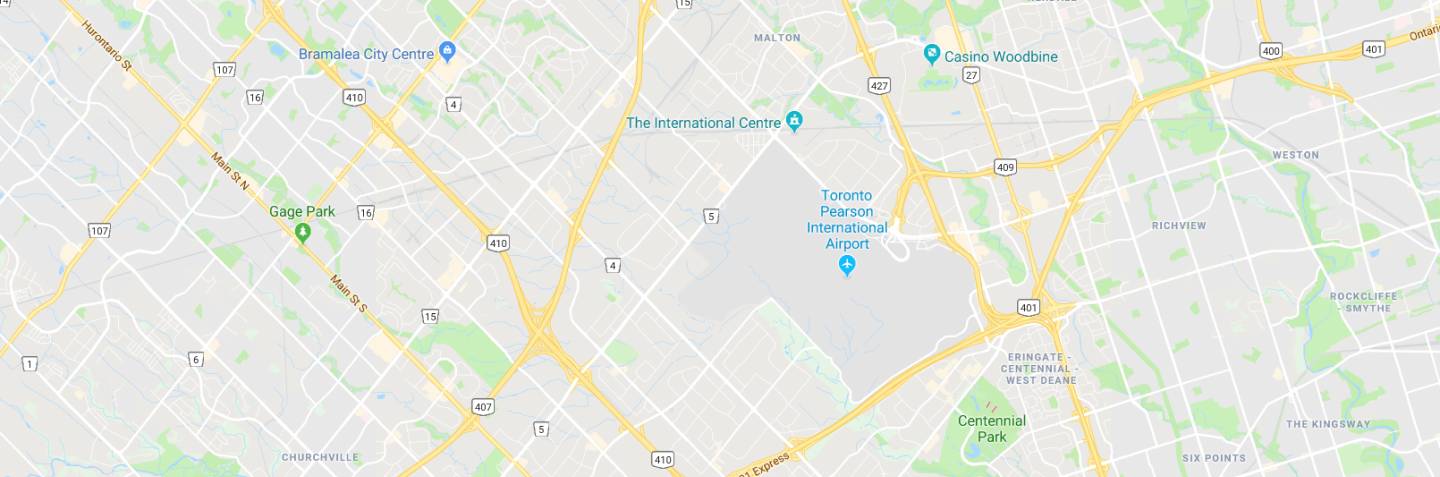 14
15
Hurontario St
MALTON
400
401
Ontario
Bramalea City Centre
Casino Woodbine
107
27
410
427
16
4
The International Centre
WESTON
409
Main St N
Toronto
Pearson
International
Airport
Gage Park
16
5
RICHVIEW
107
410
4
Main St S
ROCKCLIFFE
- SMYTHE
401
15
6
1
ERINGATE -
CENTENNIAL -
WEST DEANE
407
Centennial
Park
5
THE KINGSWAY
CHURCHVILLE
410
01 Express
SIX POINTS